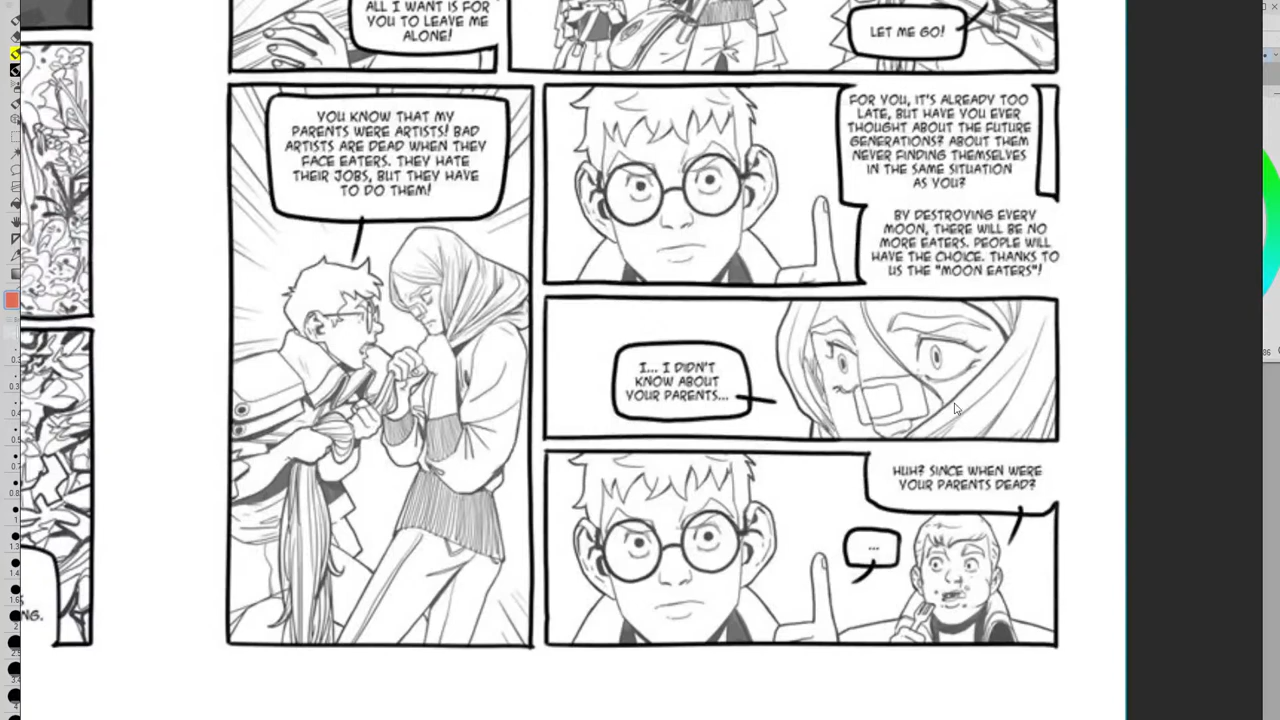 ALL I WANT IS FOR
YOU TO LEAVE ME
ALONE!
LET ME GO!
YOU KNOW THAT MY
PARENTS WERE ARTISTS! BAD
ARTISTS ARE DEAD WHEN THEY
FACE EATERS. THEY HATE
THEIR JOBS, BUT THEY HAVE
TO DO THEM!
FOR YOU, IT'S ALREADY TOO
LATE, BUT HAVE YOU EVER
THOUGHT ABOUT THE FUTURE
GENERATIONS? ABOUT THEM
NEVER FINDING THEMSELVES
IN THE SAME SITUATION
AS YOU?
BY DESTROYING EVERY
MOON, THERE WILL BE NO
MORE EATERS. PEOPLE WILL
HAVE THE CHOICE. THANKS TO
US THE "MOON EATERS"!
I... I DIDN'T
KNOW ABOUT
YOUR PARENTS...
HUH? SINCE WHEN WERE
YOUR PARENTS DEAD?
...
NG.